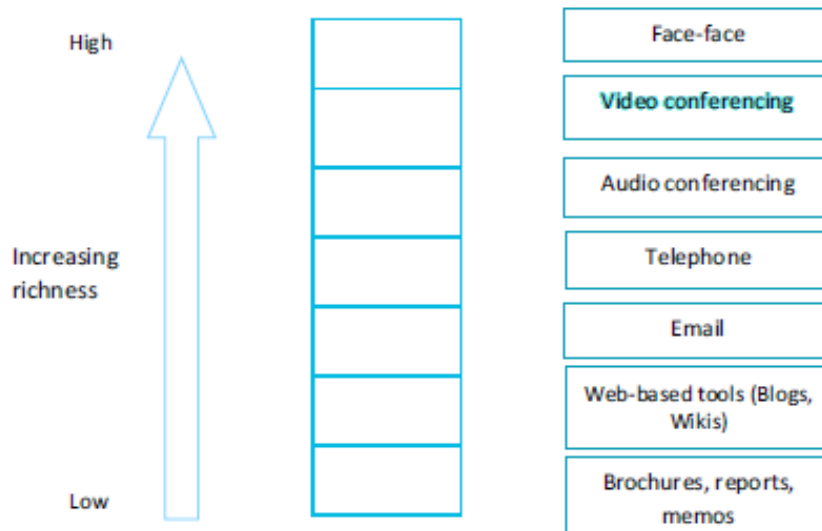 High
Face-face
Video conferencing
Audio conferencing
Increasing
richness
Telephone
Email
Web-based tools (Blogs,
Wikis)
Low
Brochures, reports,
memos